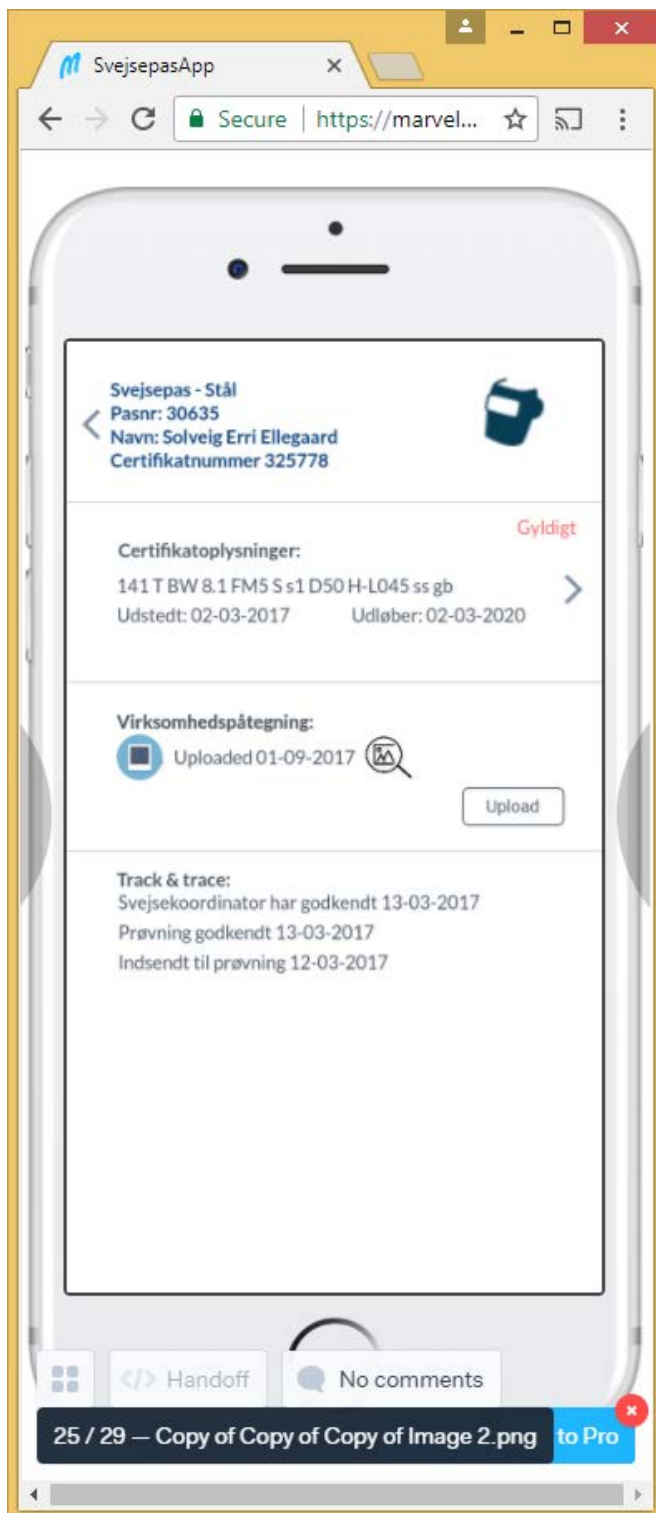 SvejsepasApp
Secure | https://marvel...
Svejsepas - Stål
Pasnr: 30635
Navn: Solveig Erri Ellegaard
Certifikatnummer 325778
Gyldigt
Certifikatoplysninger:
141 T BW 8.1 FM5 S s1 D50 H-L045 ss gb
Udstedt: 02-03-2017 Udløber: 02-03-2020
Virksomhedspåtegning:
Uploaded 01-09-2017
Upload
Track & trace:
Svejsekoordinator har godkendt 13-03-2017
Prøvning godkendt 13-03-2017
Indsendt til prøvning 12-03-2017
</> Handoff No comments
25 / 29 — Copy of Copy of Copy of Image 2.png to Pro